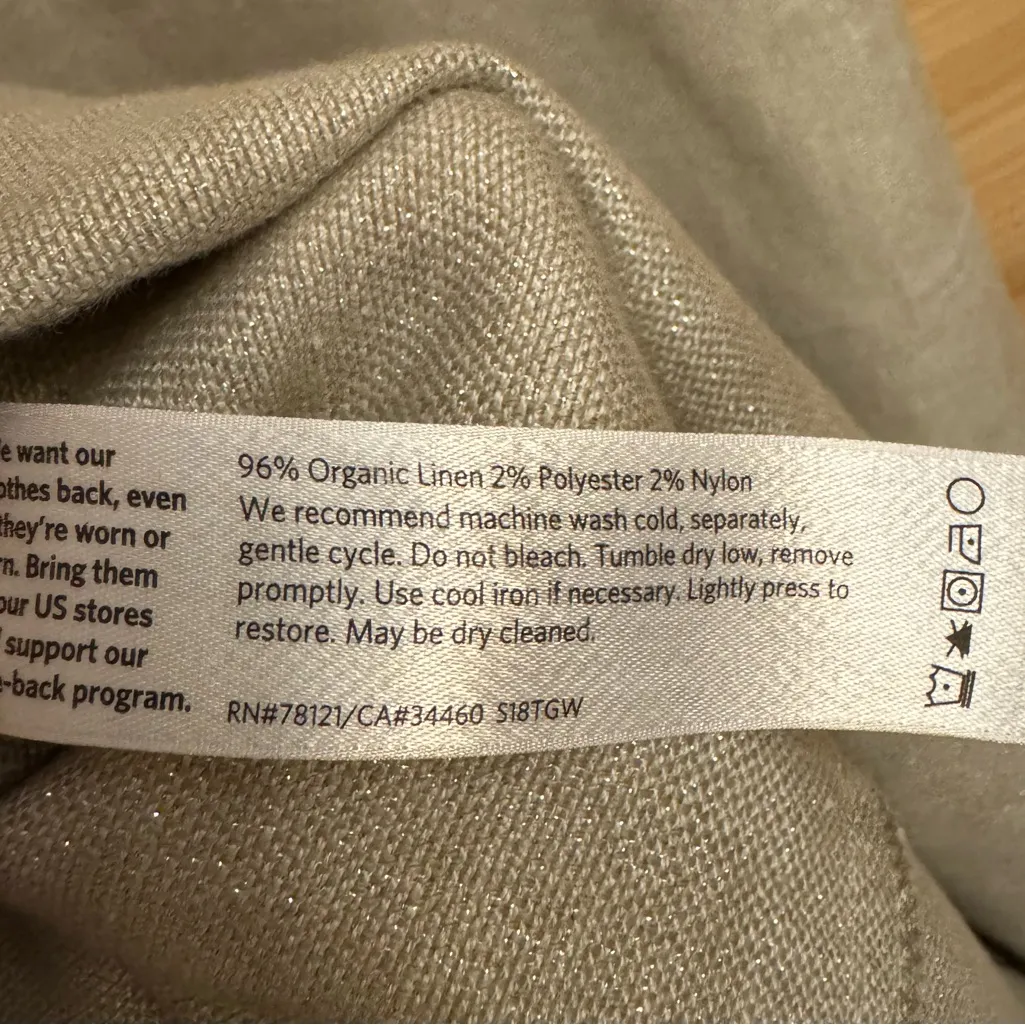 want our
back, even
they're worn or
Bring them
our US stores
support our
-back program.
96% Organic Linen 2% Polyester 2% Nylon
We recommend machine wash cold, separately,
gentle cycle. Do not bleach. Tumble dry low, remove
promptly. Use cool iron if necessary. Lightly press to
restore. May be dry cleaned.
RN#78121/CA#34460 S18TGW